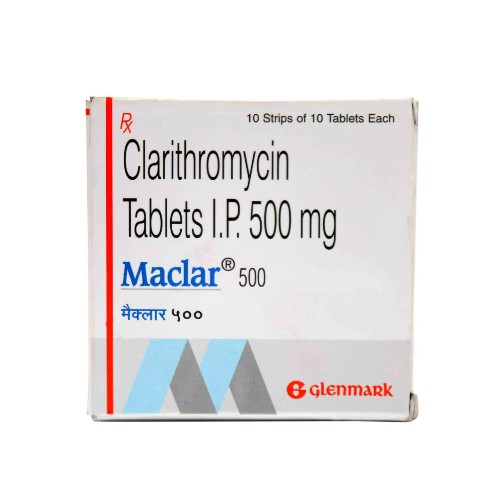 Rx
10 Strips of 10 Tablets Each
Clarithromycin
Tablets I.P. 500 mg
Maclar® 500
मैक्लार ५००
glenmark